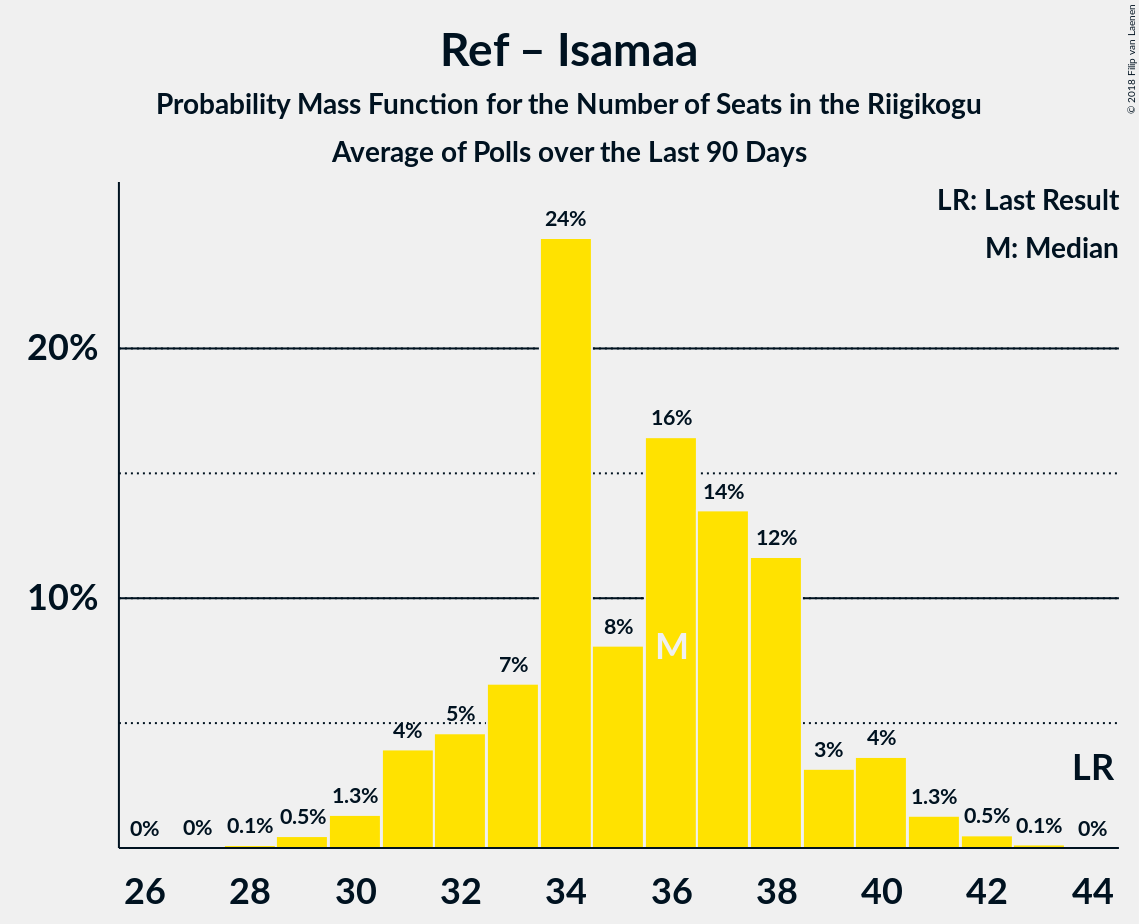 Ref – Isamaa
Probability Mass Function for the Number of Seats in the Riigikogu
Average of Polls over the Last 90 Days
© 2018 Filip van Laenen
LR: Last Result
M: Median
20%
10%
0%
0%
0.1%
0.5%
1.3%
4%
5%
7%
24%
8%
16%
14%
12%
3%
4%
1.3%
0.5%
0.1%
0%
M
LR
26 28 30 32 34 36 38 40 42 44